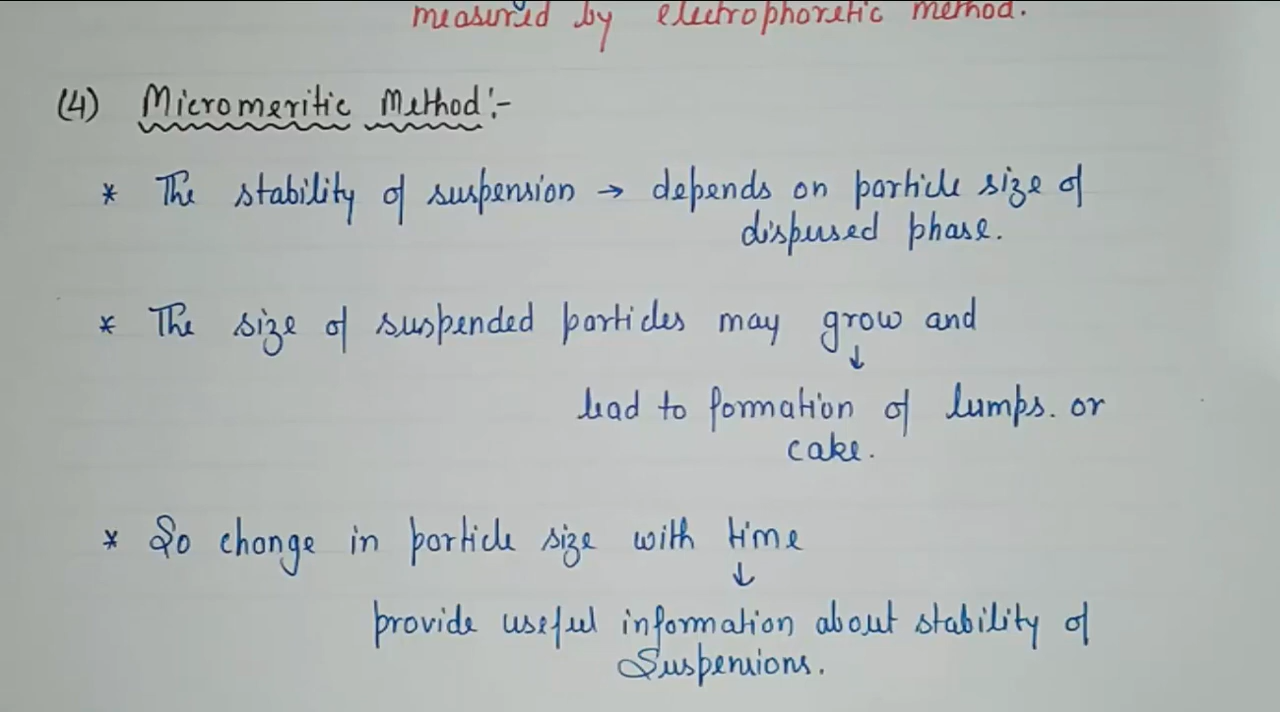 measured by electrophoretic method.
(4) Micromeritic Method:-
* The stability of suspension → depends on particle size of
dispersed phase.
* The size of suspended particles may grow and
↓
lead to formation of lumps. or
cake.
* So change in particle size with time
↓
provide useful information about stability of
Suspensions.